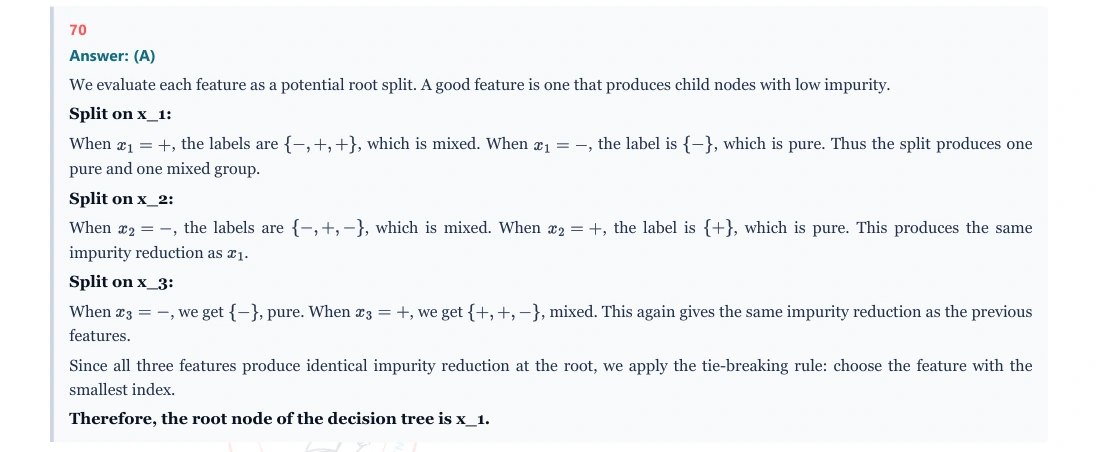 70
Answer: (A)
We evaluate each feature as a potential root split. A good feature is one that produces child nodes with low impurity.
Split on x_1:
When x₁ = +, the labels are {−, +, +}, which is mixed. When x₁ = −, the label is {−}, which is pure. Thus the split produces one
pure and one mixed group.
Split on x_2:
When x₂ = −, the labels are {−, +, −}, which is mixed. When x₂ = +, the label is {+}, which is pure. This produces the same
impurity reduction as x₁.
Split on x_3:
When x₃ = −, we get {−}, pure. When x₃ = +, we get {+, +, −}, mixed. This again gives the same impurity reduction as the previous
features.
Since all three features produce identical impurity reduction at the root, we apply the tie-breaking rule: choose the feature with the
smallest index.
Therefore, the root node of the decision tree is x_1.